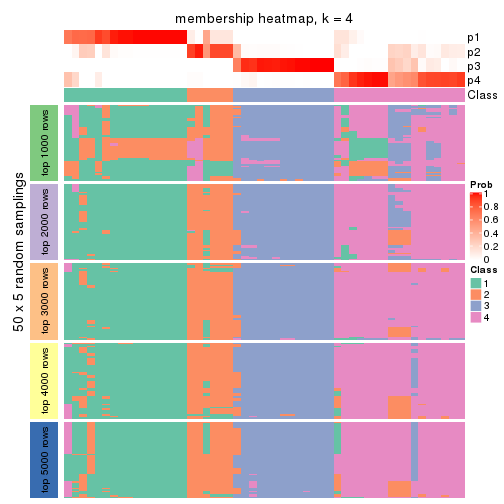 membership heatmap, k = 4
p1
p2
p3
p4
Class
50 x 5 random samplings
top 1000 rows
top 2000 rows
top 3000 rows
top 4000 rows
top 5000 rows
Prob
1
0.8
0.6
0.4
0.2
0
Class
1
2
3
4